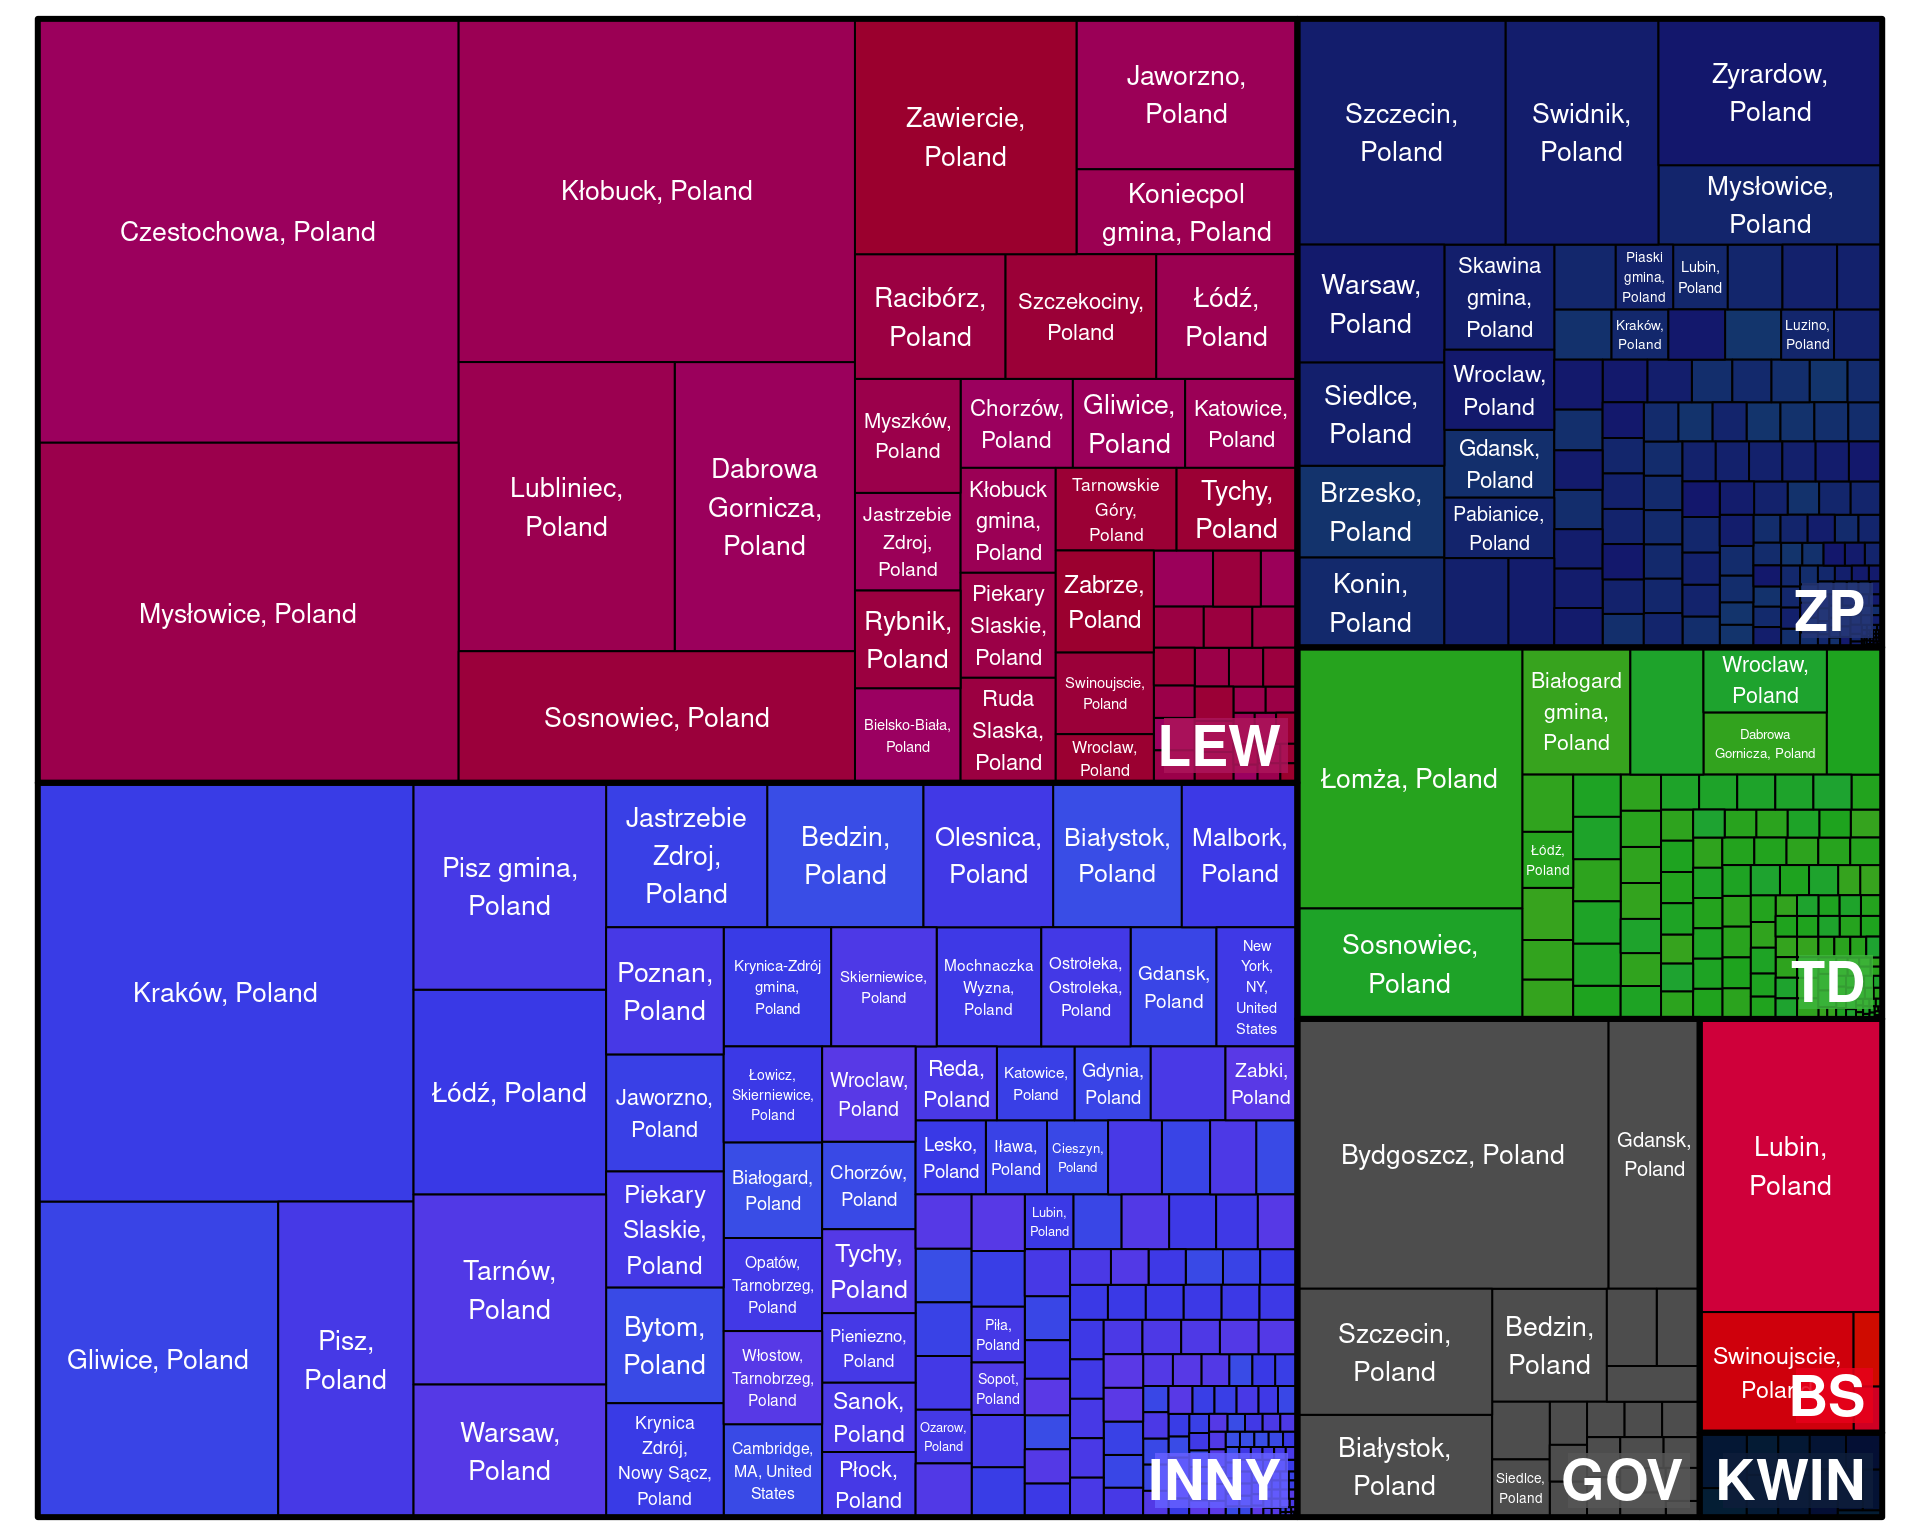 Czestochowa, Poland
Mysłowice, Poland
Kłobuck, Poland
Lubliniec,
Poland
Dabrowa
Gornicza,
Poland
Sosnowiec, Poland
Zawiercie,
Poland
Jaworzno,
Poland
Koniecpol
gmina, Poland
Racibórz,
Poland
Szczekociny,
Poland
Łódź,
Poland
Myszków,
Poland
Jastrzebie
Zdroj,
Poland
Rybnik,
Poland
Bielsko-Biała,
Poland
Chorzów,
Poland
Gliwice,
Poland
Katowice,
Poland
Kłobuck
gmina,
Poland
Piekary
Slaskie,
Poland
Ruda
Slaska,
Poland
Tarnowskie
Góry,
Poland
Tychy,
Poland
Zabrze,
Poland
Swinoujscie,
Poland
Wroclaw,
Poland
LEW
Szczecin,
Poland
Swidnik,
Poland
Zyrardow,
Poland
Mysłowice,
Poland
Warsaw,
Poland
Siedlce,
Poland
Brzesko,
Poland
Konin,
Poland
Skawina
gmina,
Poland
Wroclaw,
Poland
Gdansk,
Poland
Pabianice,
Poland
Piaski
gmina,
Poland
Lubin,
Poland
Kraków,
Poland
Luzino,
Poland
ZP
Łomża, Poland
Sosnowiec,
Poland
Białogard
gmina,
Poland
Wroclaw,
Poland
Dabrowa
Gornicza, Poland
Łódź,
Poland
TD
Kraków, Poland
Gliwice, Poland
Pisz,
Poland
Pisz gmina,
Poland
Łódź, Poland
Tarnów,
Poland
Warsaw,
Poland
Jastrzebie
Zdroj,
Poland
Bedzin,
Poland
Olesnica,
Poland
Białystok,
Poland
Malbork,
Poland
Poznan,
Poland
Jaworzno,
Poland
Piekary
Slaskie,
Poland
Bytom,
Poland
Krynica
Zdrój,
Nowy Sącz,
Poland
Krynica-Zdrój
gmina,
Poland
Skierniewice,
Poland
Mochnaczka
Wyzna,
Poland
Ostrołeka,
Ostroleka,
Poland
Gdansk,
Poland
New
York,
NY,
United
States
Łowicz,
Skierniewice,
Poland
Białogard,
Poland
Opatów,
Tarnobrzeg,
Poland
Włostow,
Tarnobrzeg,
Poland
Cambridge,
MA, United
States
Wroclaw,
Poland
Chorzów,
Poland
Tychy,
Poland
Pieniezno,
Poland
Sanok,
Poland
Płock,
Poland
Reda,
Poland
Katowice,
Poland
Gdynia,
Poland
Zabki,
Poland
Lesko,
Poland
Iława,
Poland
Cieszyn,
Poland
Lubin,
Poland
Piła,
Poland
Sopot,
Poland
Ozarow,
Poland
INNY
Bydgoszcz, Poland
Gdansk,
Poland
Szczecin,
Poland
Białystok,
Poland
Bedzin,
Poland
Siedlce,
Poland
GOV
Lubin,
Poland
Swinoujscie,
Poland
BS
KWIN